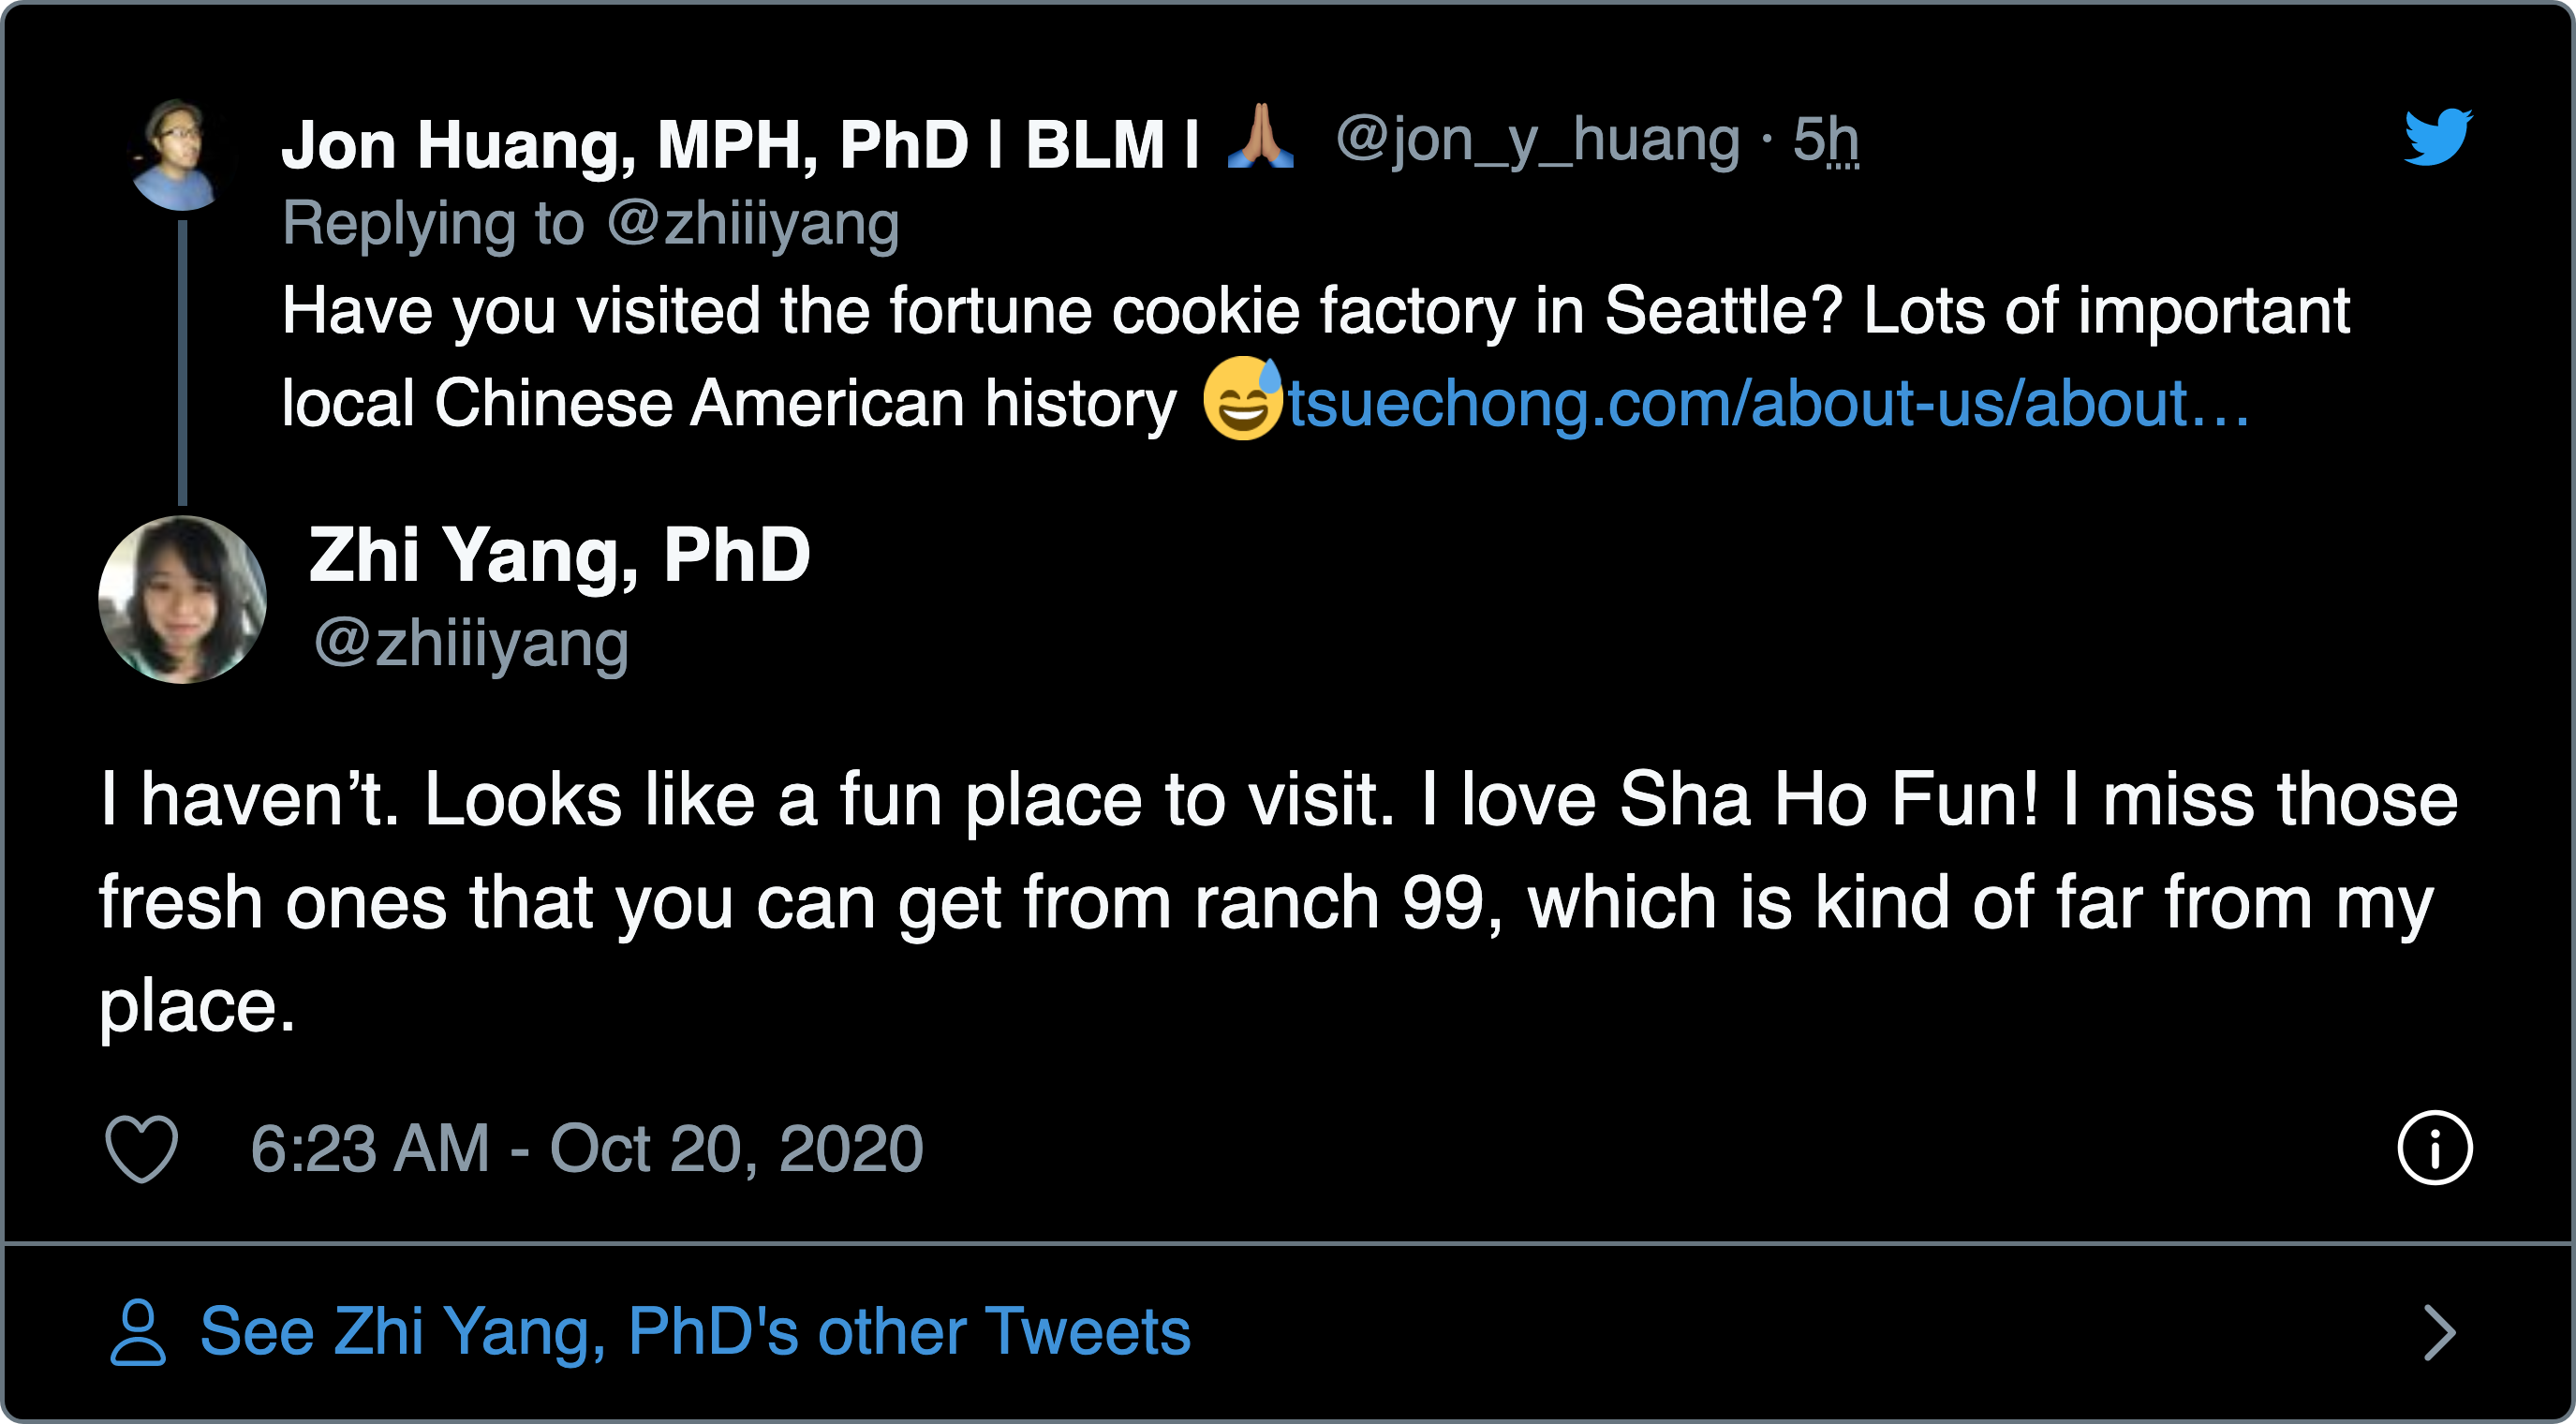 Jon Huang, MPH, PhD | BLM | 🙏🏽 @jon_y_huang · 5h
Replying to @zhiiiyang
Have you visited the fortune cookie factory in Seattle? Lots of important
local Chinese American history 😅tsuechong.com/about-us/about…
Zhi Yang, PhD
@zhiiiyang
I haven’t. Looks like a fun place to visit. I love Sha Ho Fun! I miss those
fresh ones that you can get from ranch 99, which is kind of far from my
place.
6:23 AM - Oct 20, 2020
See Zhi Yang, PhD's other Tweets